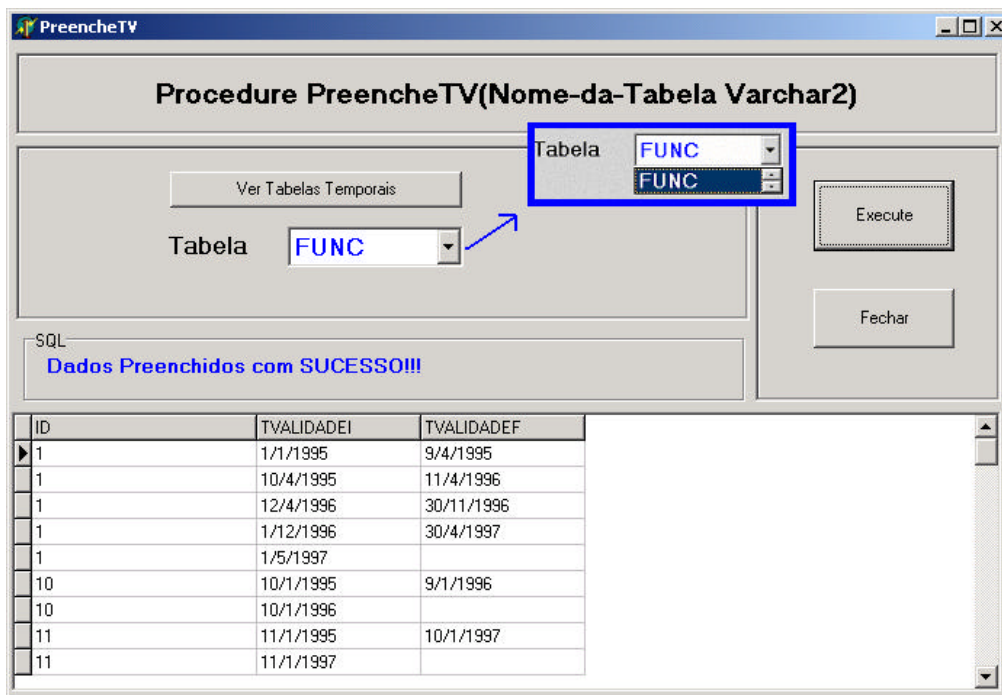 PreencheTV
Procedure PreencheTV(Nome-da-Tabela Varchar2)
Tabela FUNC
FUNC
Ver Tabelas Temporais
Tabela FUNC
Execute
Fechar
SQL
Dados Preenchidos com SUCESSO!!!
ID TVALIDADEI TVALIDADEF
1 1/1/1995 9/4/1995
1 10/4/1995 11/4/1996
1 12/4/1996 30/11/1996
1 1/12/1996 30/4/1997
1 1/5/1997
10 10/1/1995 9/1/1996
10 10/1/1996
11 11/1/1995 10/1/1997
11 11/1/1997